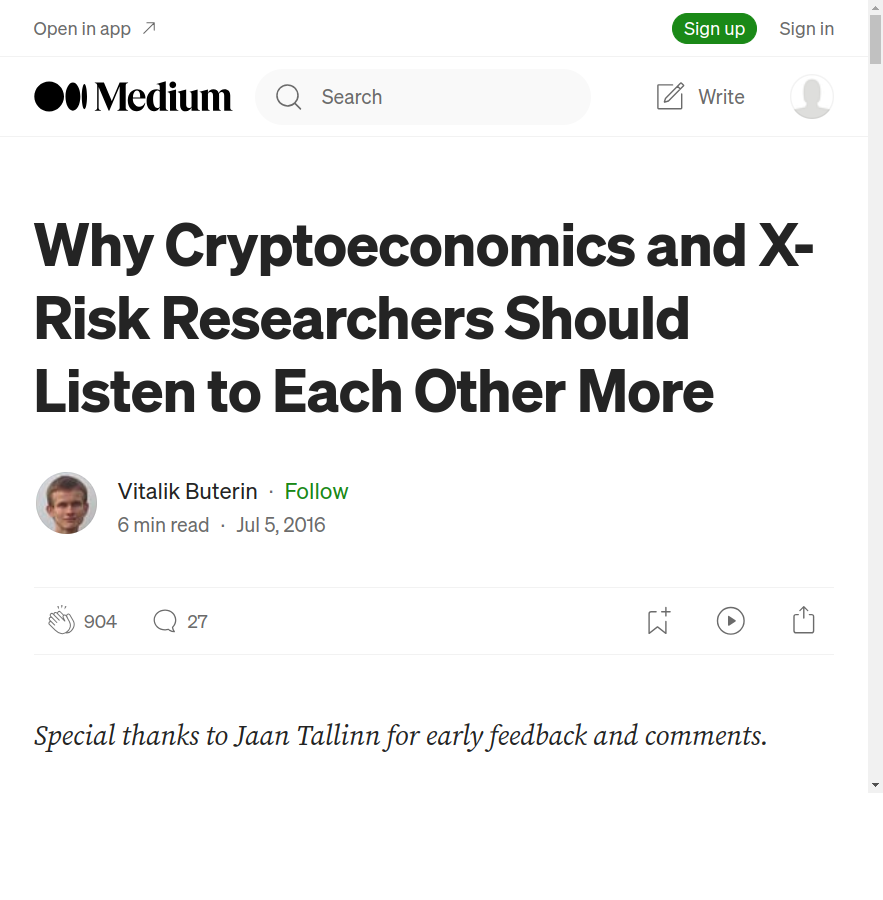 Open in app
Sign up
Sign in
Medium
Search
Write
Why Cryptoeconomics and X-
Risk Researchers Should
Listen to Each Other More
Vitalik Buterin · Follow
6 min read · Jul 5, 2016
904
27
Special thanks to Jaan Tallinn for early feedback and comments.